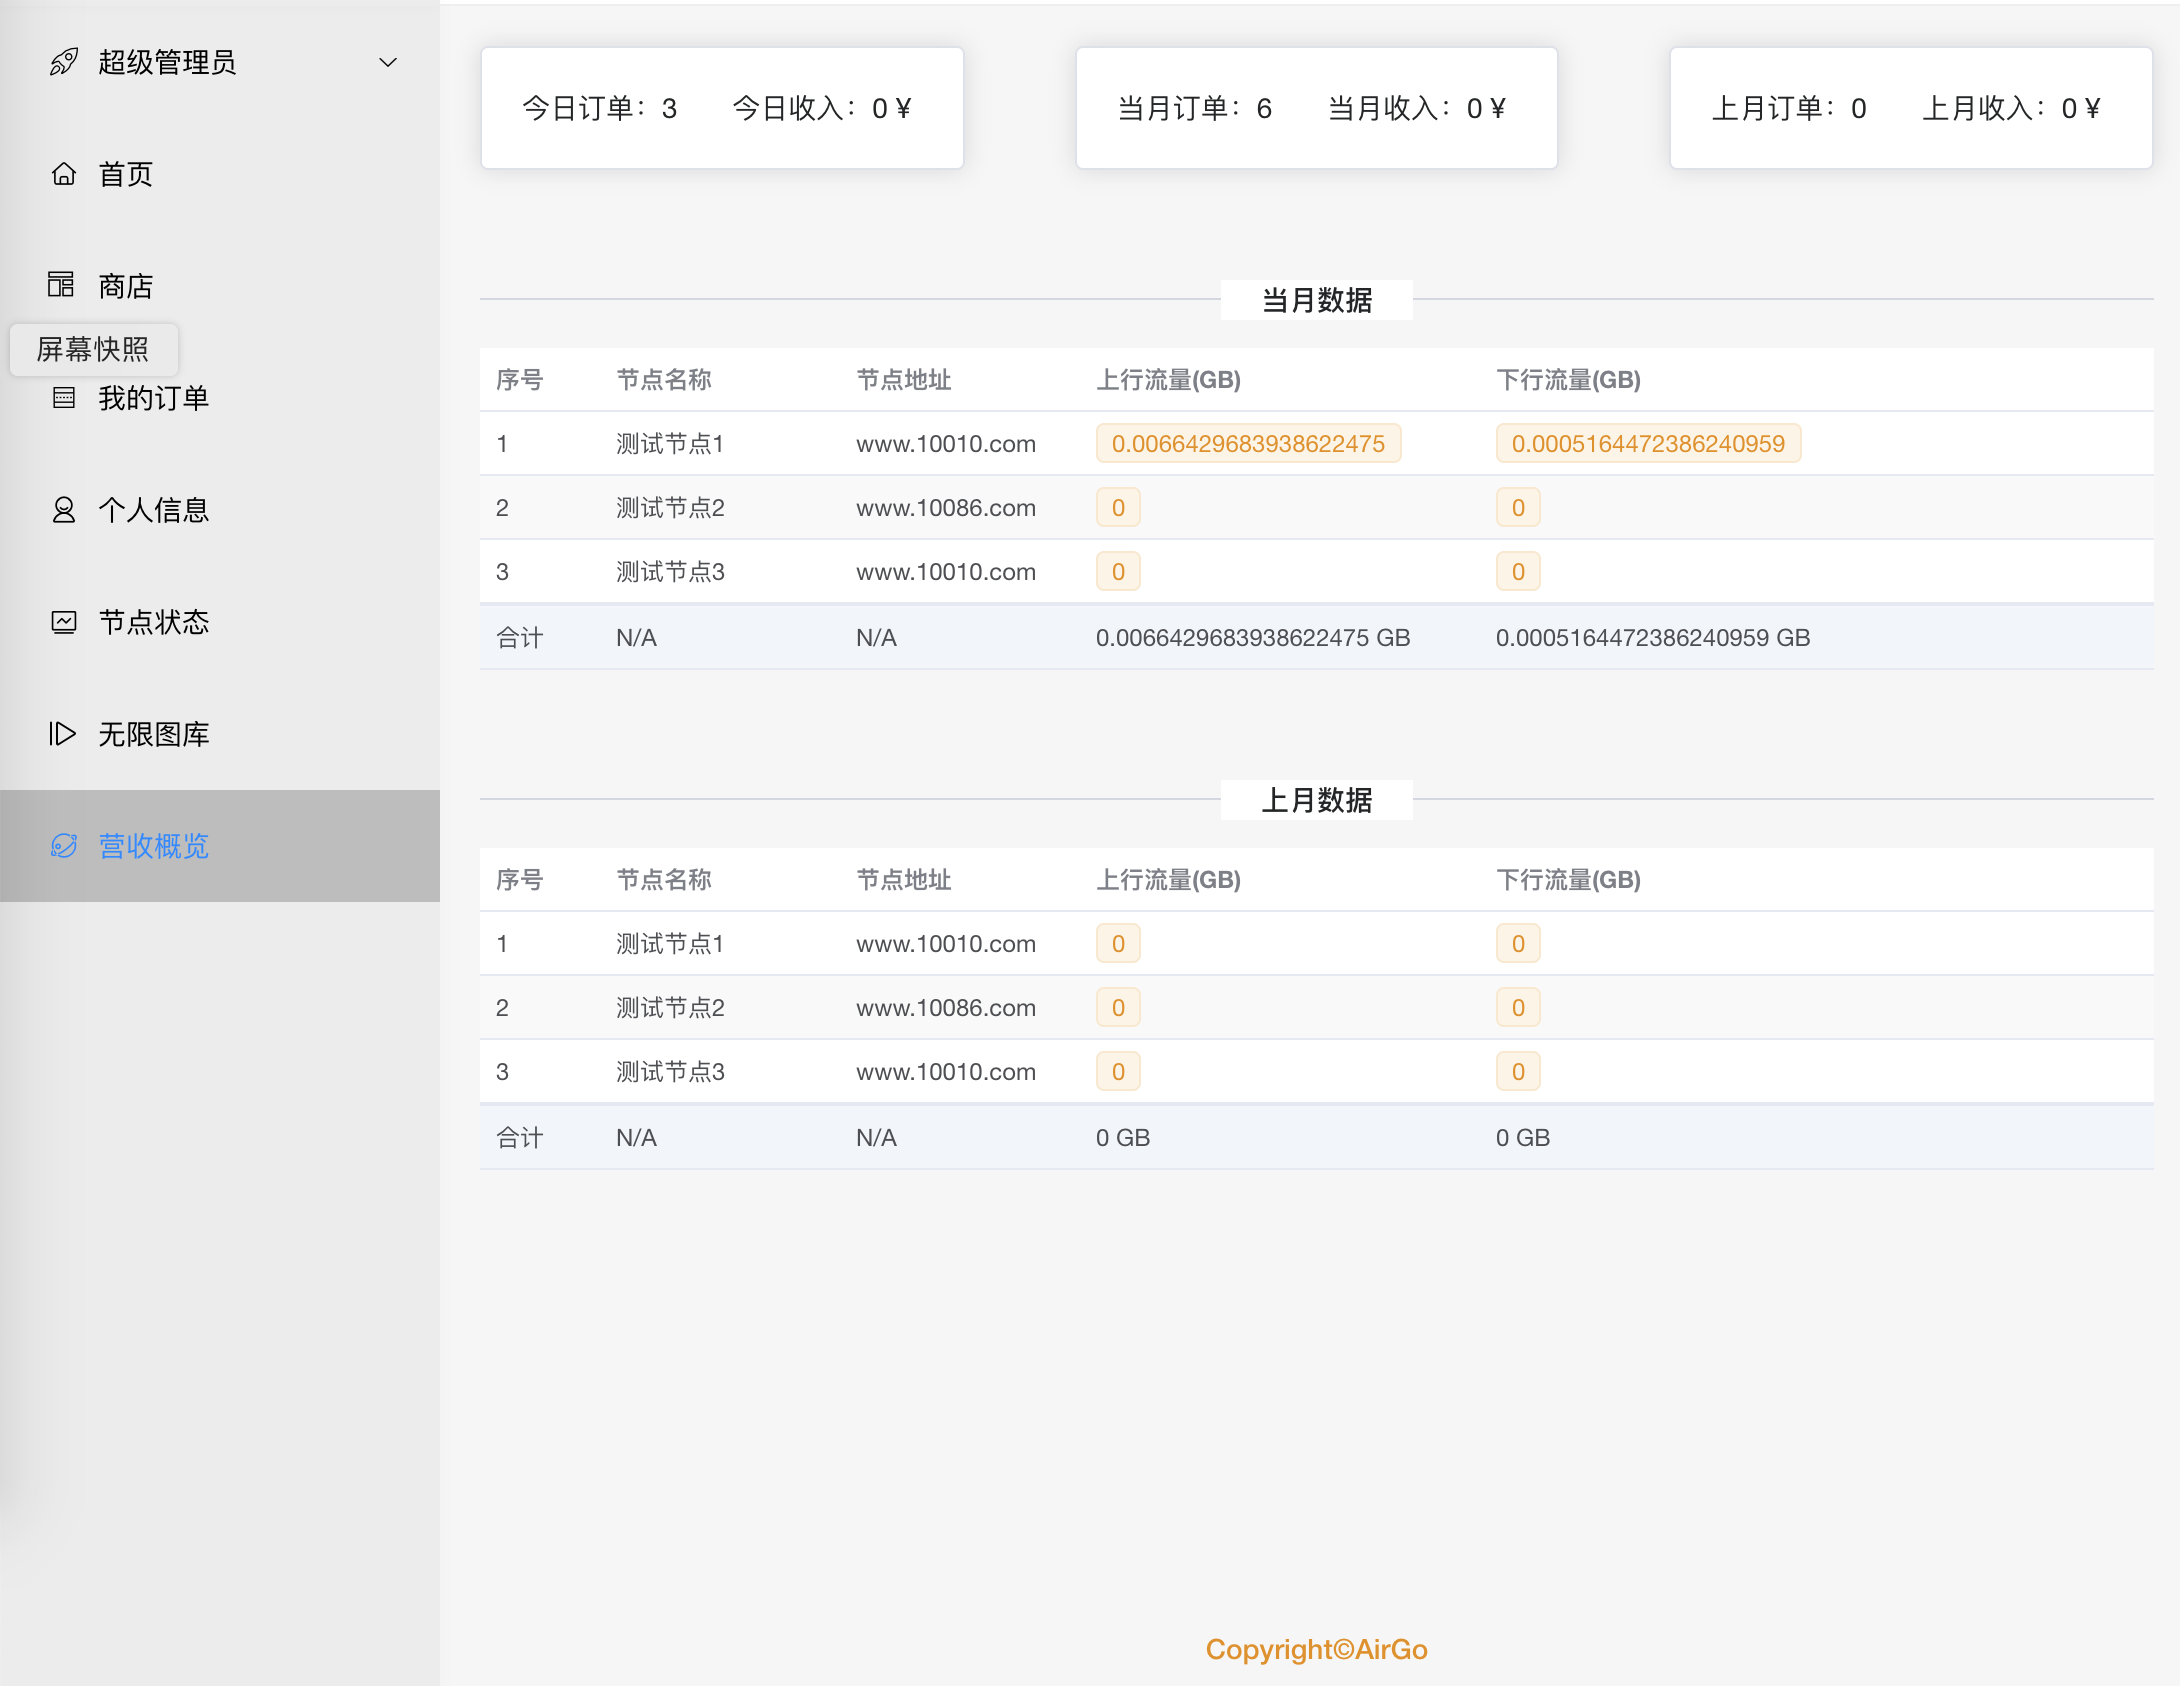 超级管理员
首页
商店
屏幕快照
我的订单
个人信息
节点状态
无限图库
营收概览
今日订单：3 今日收入：0 ¥
当月订单：6 当月收入：0 ¥
上月订单：0 上月收入：0 ¥
当月数据
序号 节点名称 节点地址 上行流量(GB) 下行流量(GB)
1 测试节点1 www.10010.com 0.0066429683938622475 0.0005164472386240959
2 测试节点2 www.10086.com 0 0
3 测试节点3 www.10010.com 0 0
合计 N/A N/A 0.0066429683938622475 GB 0.0005164472386240959 GB
上月数据
序号 节点名称 节点地址 上行流量(GB) 下行流量(GB)
1 测试节点1 www.10010.com 0 0
2 测试节点2 www.10086.com 0 0
3 测试节点3 www.10010.com 0 0
合计 N/A N/A 0 GB 0 GB
Copyright©AirGo